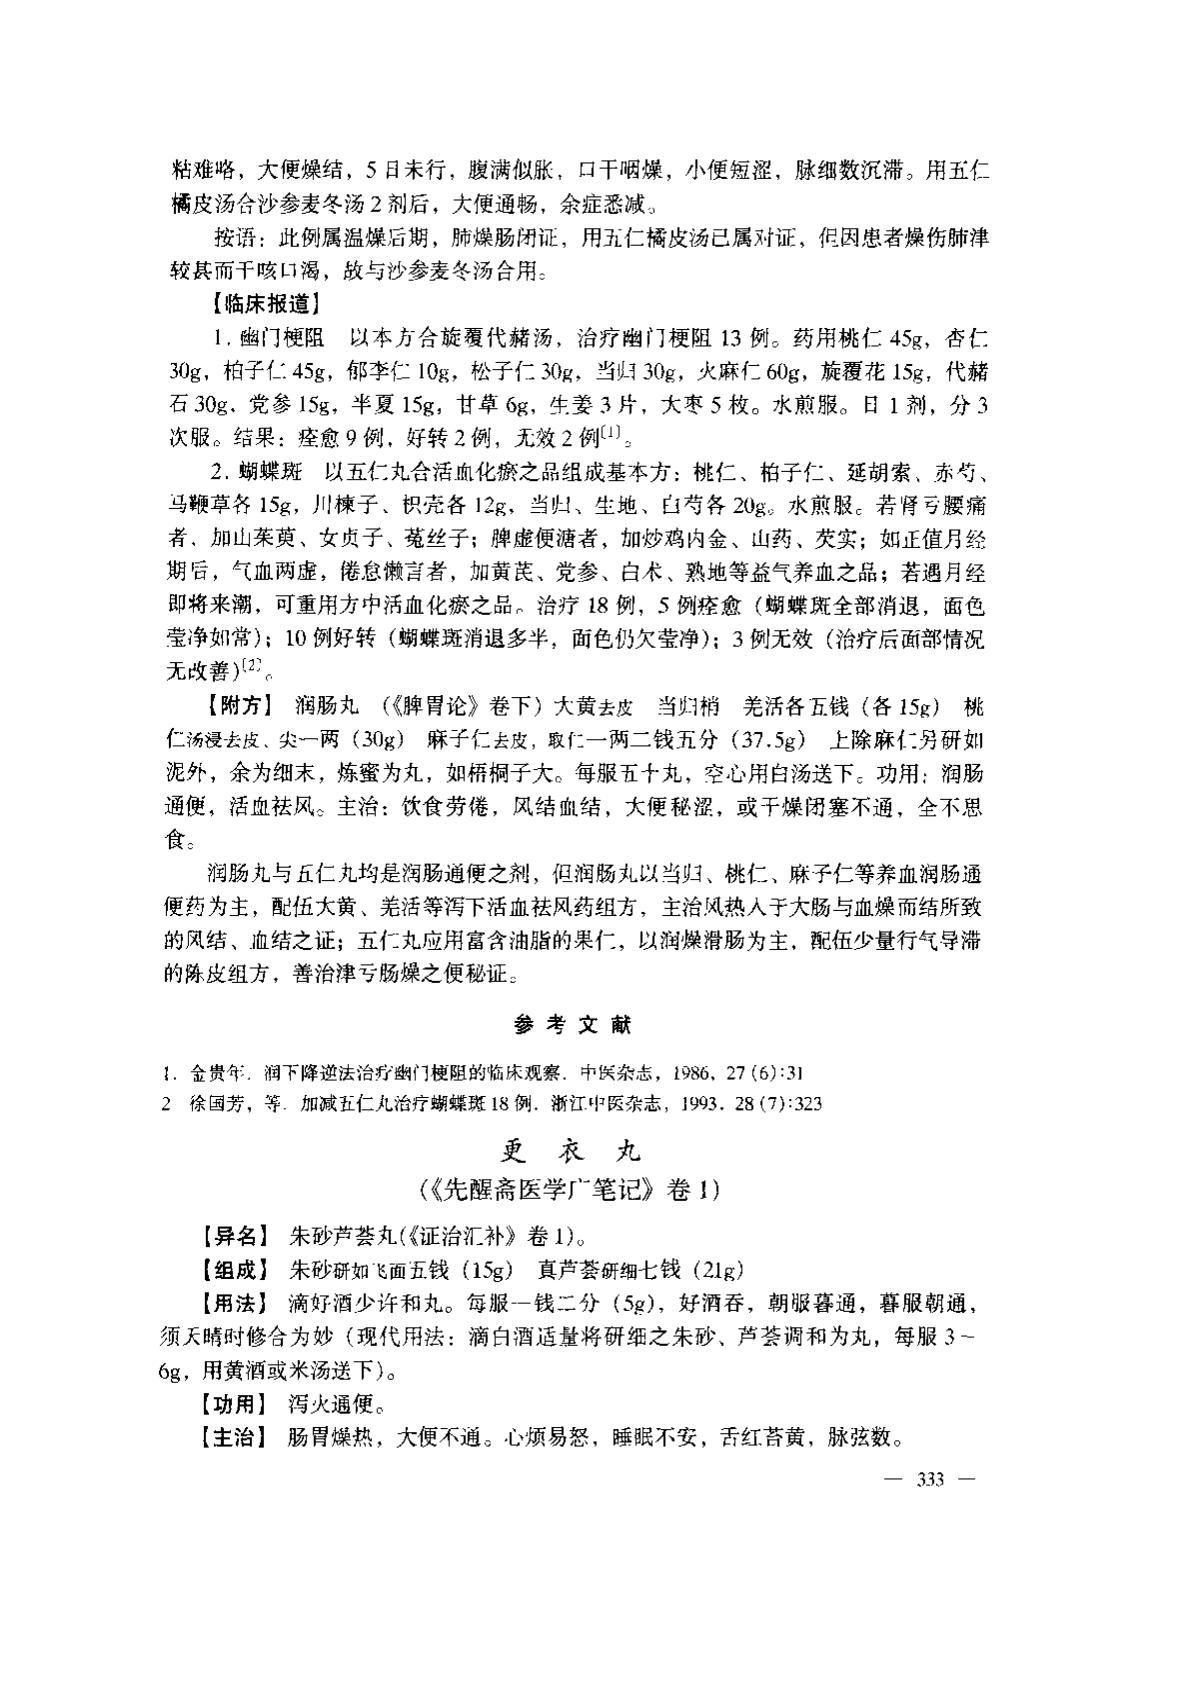 粘难咯，大便燥结，5日未行，腹满似胀，口干咽燥，小便短涩，脉细数沉滞。用五仁
橘皮汤合沙参麦冬汤2剂后，大便通畅，余症悉减。
按语：此例属温燥后期，肺燥肠闭证，用五仁橘皮汤已属对证，但因患者燥伤肺津
较甚而干咳口渴，故与沙参麦冬汤合用。
【临床报道】
1. 幽门梗阻　以本方合旋覆代赭汤，治疗幽门梗阻13例。药用桃仁45g，杏仁
30g，柏子仁45g，郁李仁10g，松子仁30g，当归30g，火麻仁60g，旋覆花15g，代赭
石30g，党参15g，半夏15g，甘草6g，生姜3片，大枣5枚。水煎服。日1剂，分3
次服。结果：痊愈9例，好转2例，无效2例〔1〕。
2. 蝴蝶斑　以五仁丸合活血化瘀之品组成基本方：桃仁、柏子仁、延胡索、赤芍、
马鞭草各15g，川楝子、枳壳各12g，当归、生地、白芍各20g。水煎服。若肾亏腰痛
者，加山茱萸、女贞子、菟丝子；脾虚便溏者，加炒鸡内金、山药、芡实；如正值月经
期后，气血两虚，倦怠懒言者，加黄芪、党参、白术、熟地等益气养血之品；若遇月经
即将来潮，可重用方中活血化瘀之品。治疗18例，5例痊愈（蝴蝶斑全部消退，面色
莹净如常）；10例好转（蝴蝶斑消退多半，面色仍欠莹净）；3例无效（治疗后面部情况
无改善）〔2〕。
【附方】　润肠丸　（《脾胃论》卷下）大黄去皮　当归梢　羌活各五钱（各15g）　桃
仁汤浸去皮、尖一两（30g）　麻子仁去皮，取仁一两二钱五分（37.5g）　上除麻仁另研如
泥外，余为细末，炼蜜为丸，如梧桐子大。每服五十丸，空心用白汤送下。功用：润肠
通便，活血祛风。主治：饮食劳倦，风结血结，大便秘涩，或干燥闭塞不通，全不思
食。
润肠丸与五仁丸均是润肠通便之剂，但润肠丸以当归、桃仁、麻子仁等养血润肠通
便药为主，配伍大黄、羌活等泻下活血祛风药组方，主治风热入于大肠与血燥而结所致
的风结、血结之证；五仁丸应用富含油脂的果仁，以润燥滑肠为主，配伍少量行气导滞
的陈皮组方，善治津亏肠燥之便秘证。
参考文献
1. 金贵年. 润下降逆法治疗幽门梗阻的临床观察. 中医杂志，1986，27(6):31
2 徐国芳，等. 加减五仁丸治疗蝴蝶斑18例. 浙江中医杂志，1993. 28(7):323
更衣丸
（《先醒斋医学广笔记》卷1）
【异名】　朱砂芦荟丸(《证治汇补》卷1)。
【组成】　朱砂研如飞面五钱（15g）　真芦荟研细七钱（21g）
【用法】　滴好酒少许和丸。每服一钱二分（5g），好酒吞，朝服暮通，暮服朝通，
须天晴时修合为妙（现代用法：滴白酒适量将研细之朱砂、芦荟调和为丸，每服3~
6g，用黄酒或米汤送下）。
【功用】　泻火通便。
【主治】　肠胃燥热，大便不通。心烦易怒，睡眠不安，舌红苔黄，脉弦数。
— 333 —